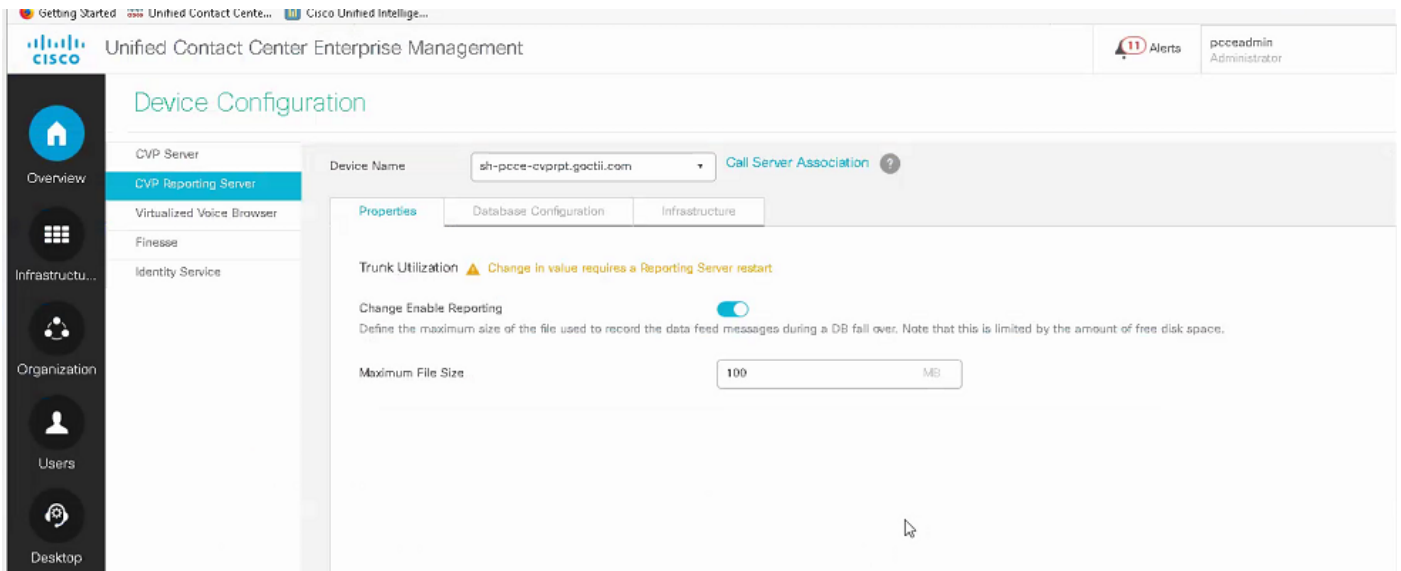 Getting Started Unified Contact Cente... Cisco Unified Intellige...
CISCO Unified Contact Center Enterprise Management 11 Alerts pcceadmin
Administrator
Device Configuration
CVP Server
Device Name sh-pcce-cvprpt.goctii.com Call Server Association ?
Overview
CVP Reporting Server
Virtualized Voice Browser
Properties Database Configuration Infrastructure
Finesse
Infrastructu...
Identity Service
Trunk Utilization Change in value requires a Reporting Server restart
Change Enable Reporting
Define the maximum size of the file used to record the data feed messages during a DB fall over. Note that this is limited by the amount of free disk space.
Organization
Maximum File Size 100 MB
Users
Desktop